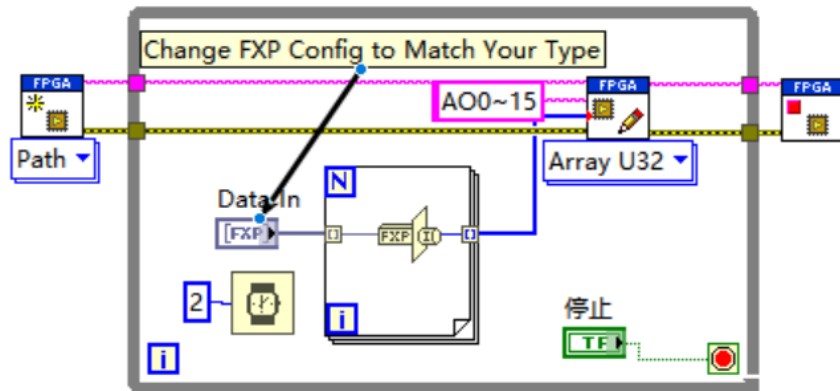 Change FXP Config to Match Your Type
FPGA
FPGA
FPGA
AO0~15
Path
Array U32
Data In
N
[FXP]
FXP
2
i
停止
TF
i